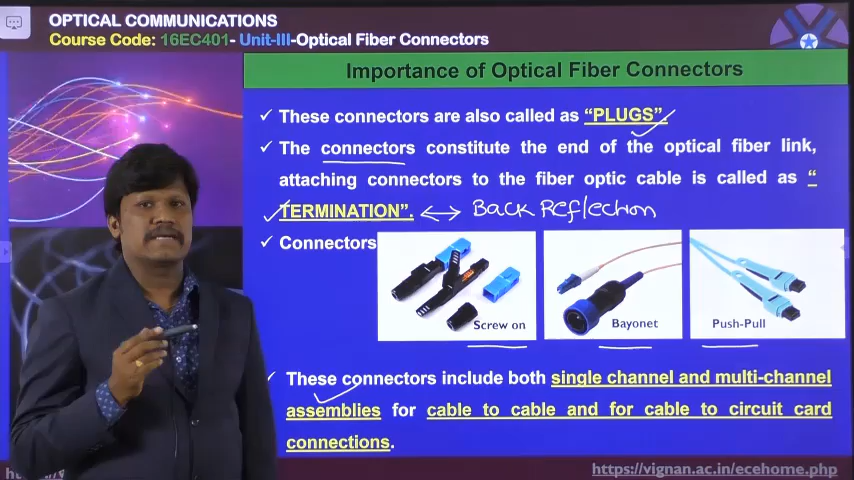 OPTICAL COMMUNICATIONS
Course Code: 16EC401- Unit-III-Optical Fiber Connectors
Importance of Optical Fiber Connectors
✓ These connectors are also called as “PLUGS”.
✓ The connectors constitute the end of the optical fiber link,
attaching connectors to the fiber optic cable is called as “
TERMINATION”. ↔ Back Reflection
✓ Connectors
Screw on
Bayonet
Push-Pull
✓ These connectors include both single channel and multi-channel
assemblies for cable to cable and for cable to circuit card
connections.
https://vignan.ac.in/ecehome.php